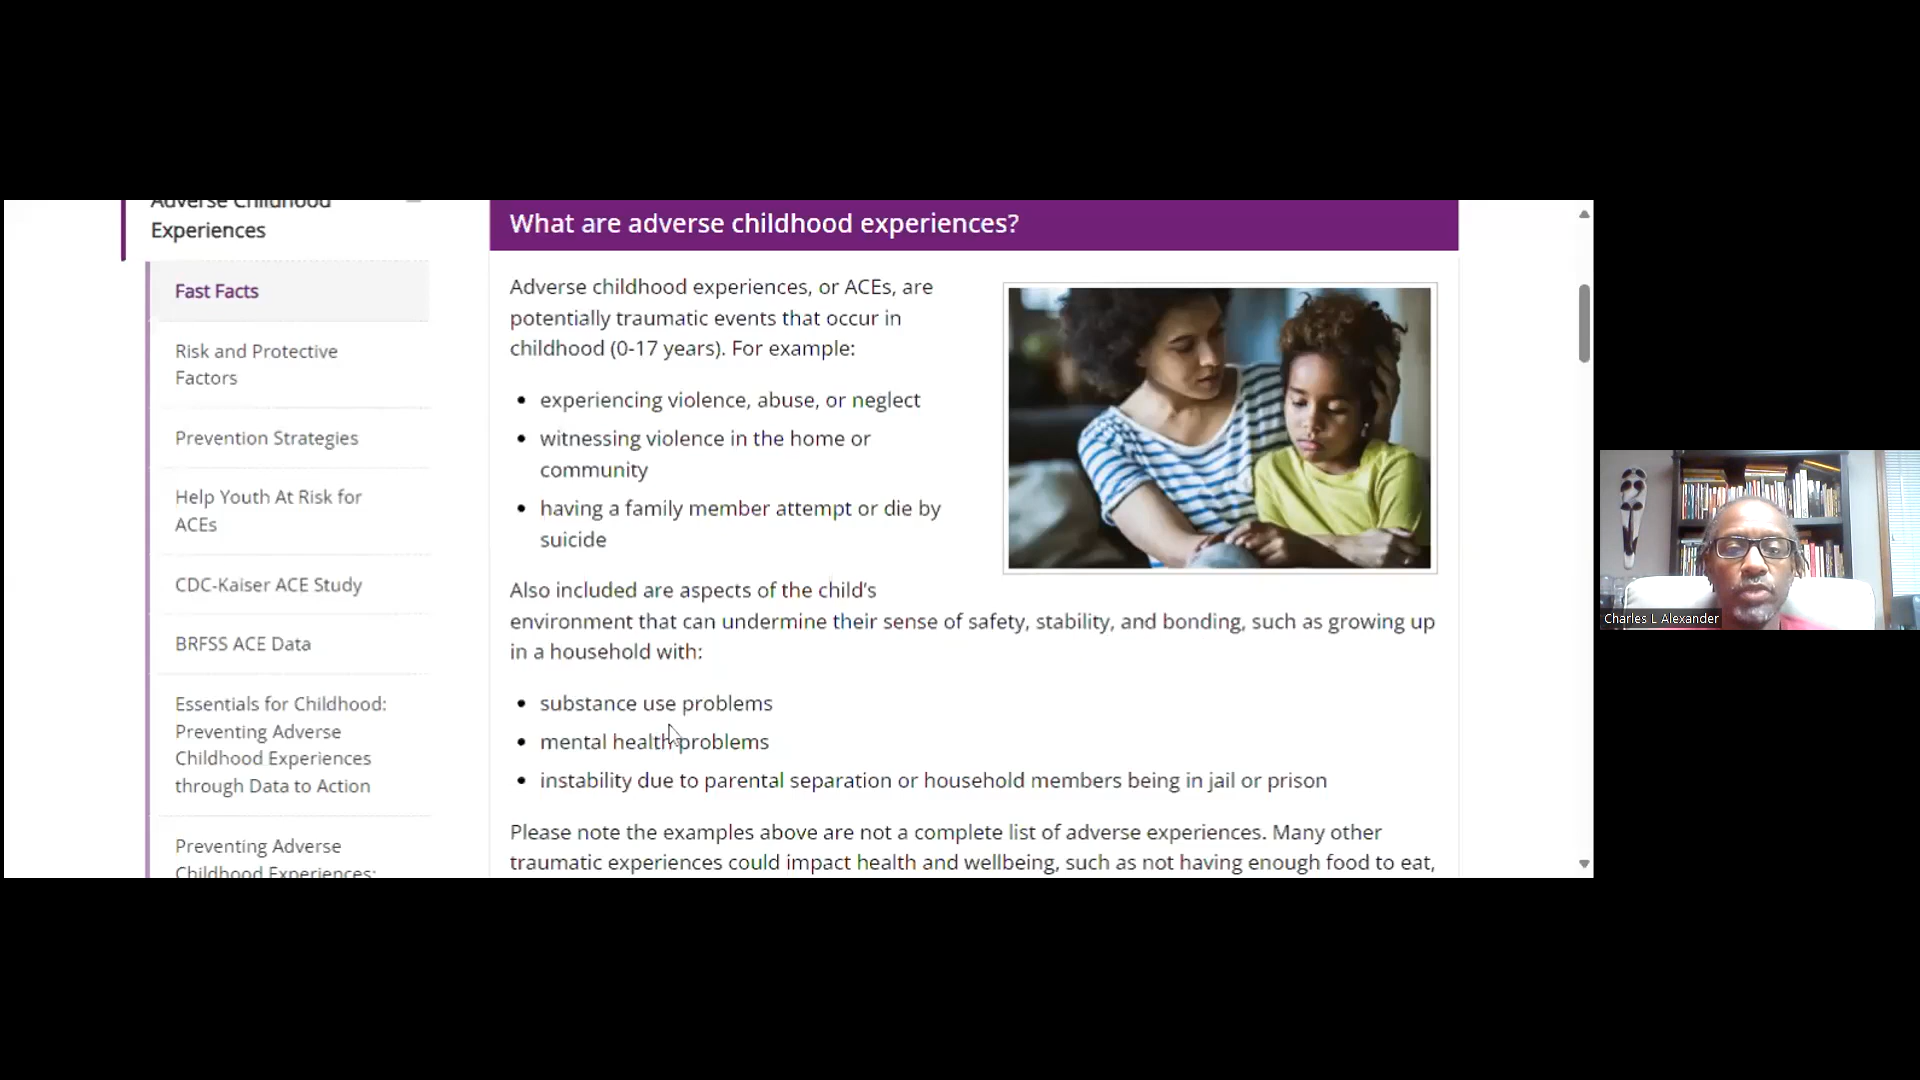 Adverse Childhood
Experiences
Fast Facts
Risk and Protective
Factors
Prevention Strategies
Help Youth At Risk for
ACEs
CDC-Kaiser ACE Study
BRFSS ACE Data
Essentials for Childhood:
Preventing Adverse
Childhood Experiences
through Data to Action
Preventing Adverse
Childhood Experiences:
What are adverse childhood experiences?
Adverse childhood experiences, or ACEs, are
potentially traumatic events that occur in
childhood (0-17 years). For example:
• experiencing violence, abuse, or neglect
• witnessing violence in the home or
community
• having a family member attempt or die by
suicide
Also included are aspects of the child’s
environment that can undermine their sense of safety, stability, and bonding, such as growing up
in a household with:
• substance use problems
• mental health problems
• instability due to parental separation or household members being in jail or prison
Please note the examples above are not a complete list of adverse experiences. Many other
traumatic experiences could impact health and wellbeing, such as not having enough food to eat,
Charles L Alexander